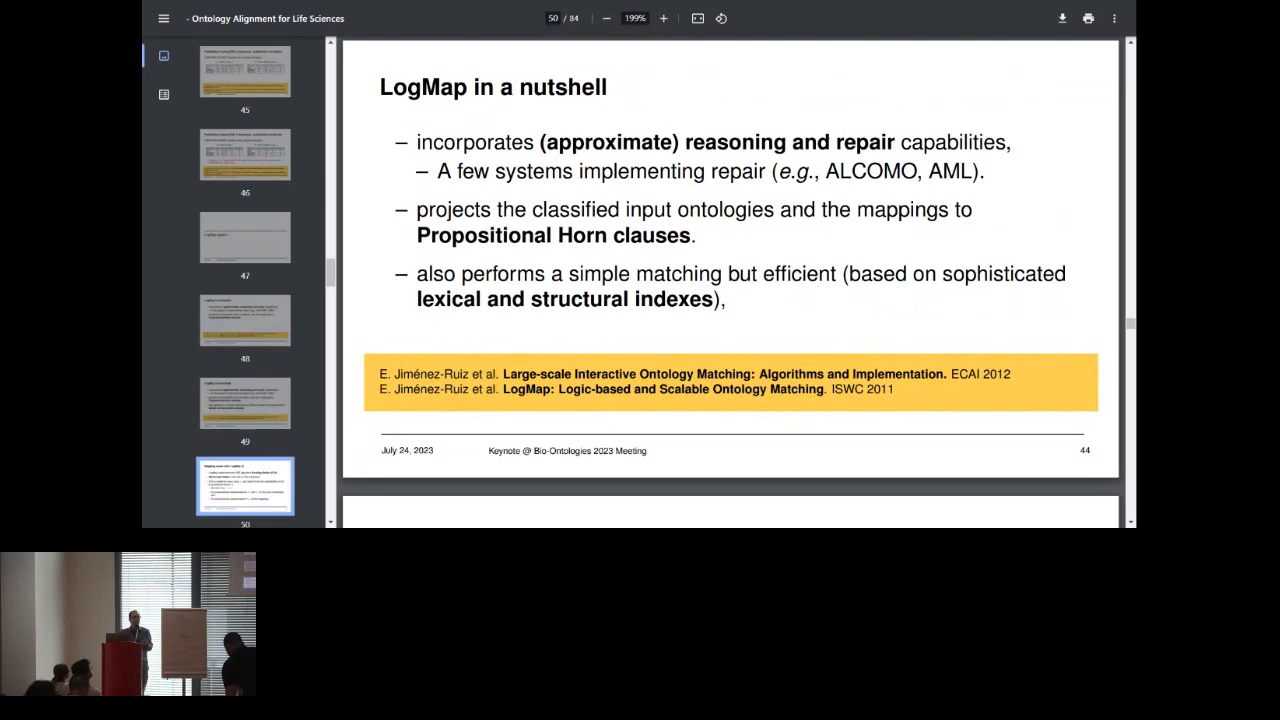 - Ontology Alignment for Life Sciences
50 / 84
199%
45
46
47
48
49
50
LogMap in a nutshell
– incorporates (approximate) reasoning and repair capabilities,
– A few systems implementing repair (e.g., ALCOMO, AML).
– projects the classified input ontologies and the mappings to
Propositional Horn clauses.
– also performs a simple matching but efficient (based on sophisticated
lexical and structural indexes),
E. Jiménez-Ruiz et al. Large-scale Interactive Ontology Matching: Algorithms and Implementation. ECAI 2012
E. Jiménez-Ruiz et al. LogMap: Logic-based and Scalable Ontology Matching. ISWC 2011
July 24, 2023
Keynote @ Bio-Ontologies 2023 Meeting
44